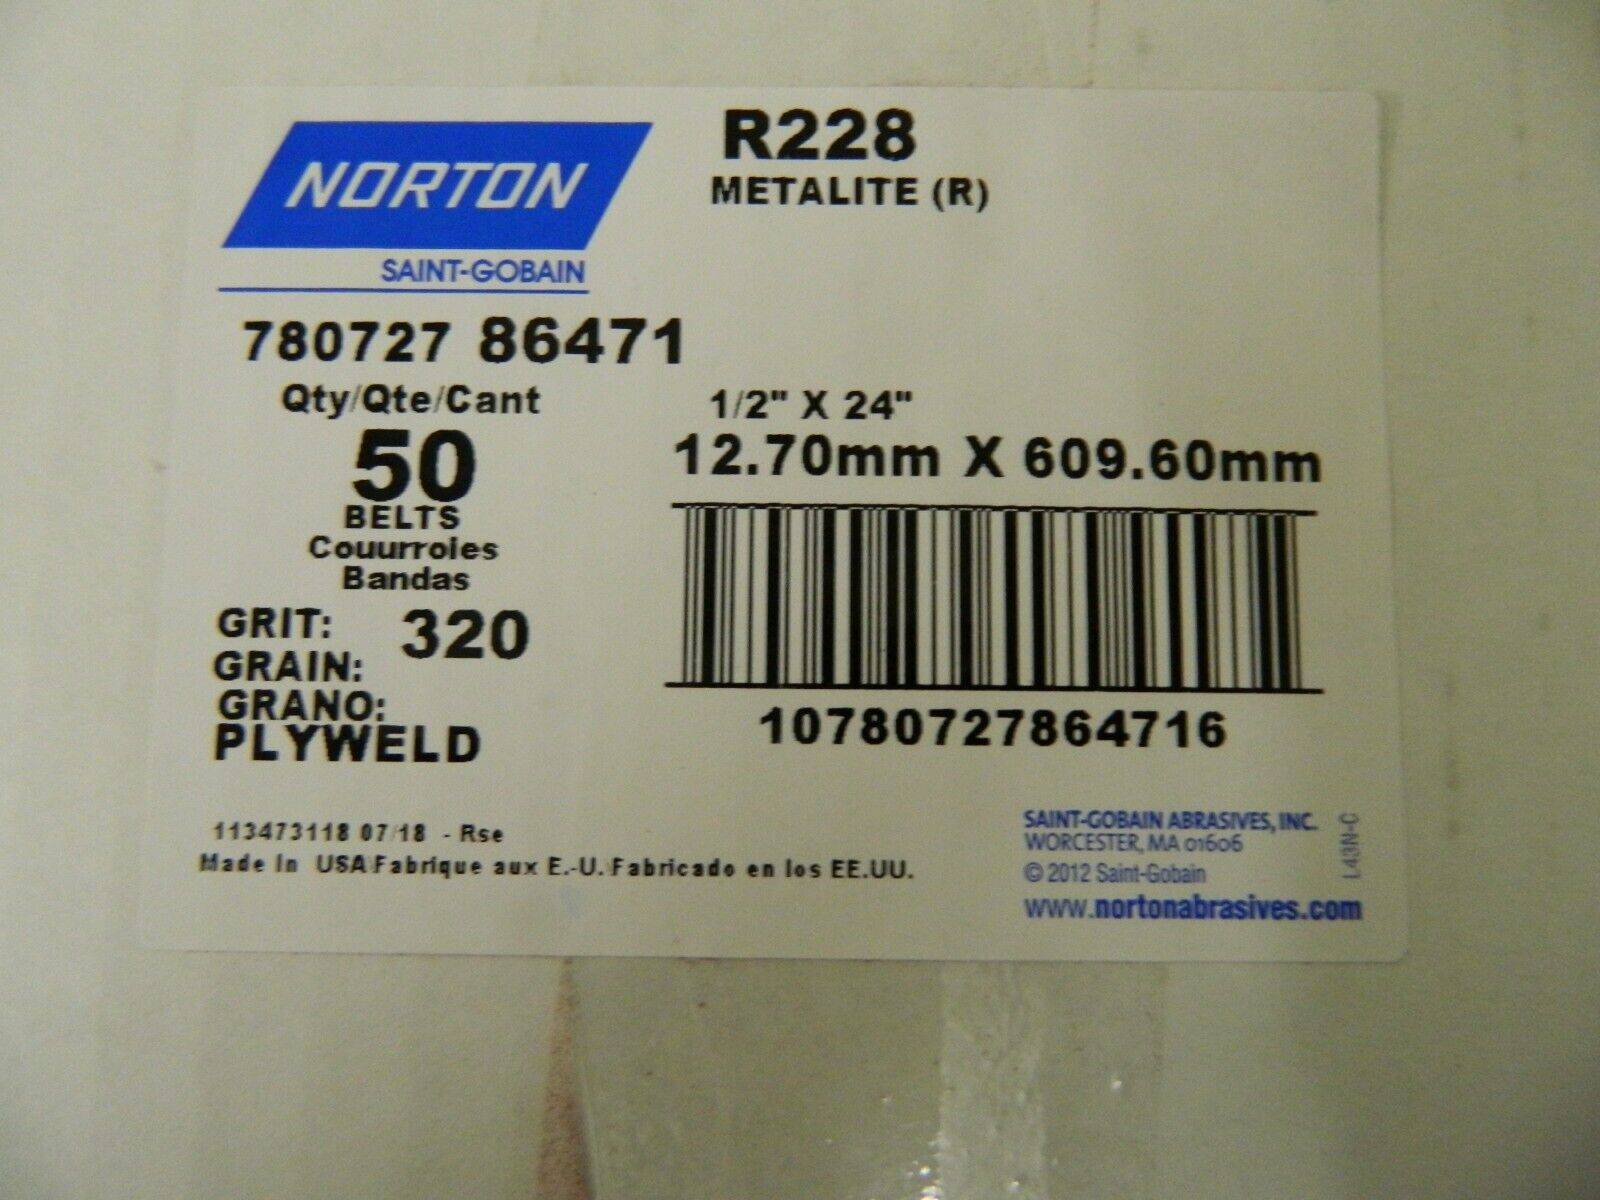 NORTON
SAINT-GOBAIN
R228
METALITE (R)
780727 86471
Qty/Qte/Cant
50
BELTS
Couurroies
Bandas
1/2" X 24"
12.70mm X 609.60mm
10780727864716
GRIT: 320
GRAIN:
GRANO:
PLYWELD
113473118 07/18 - Rse
Made In USA/Fabrique aux E.-U./Fabricado en los EE.UU.
SAINT-GOBAIN ABRASIVES, INC.
WORCESTER, MA 01606
© 2012 Saint-Gobain
www.nortonabrasives.com
L43N-C